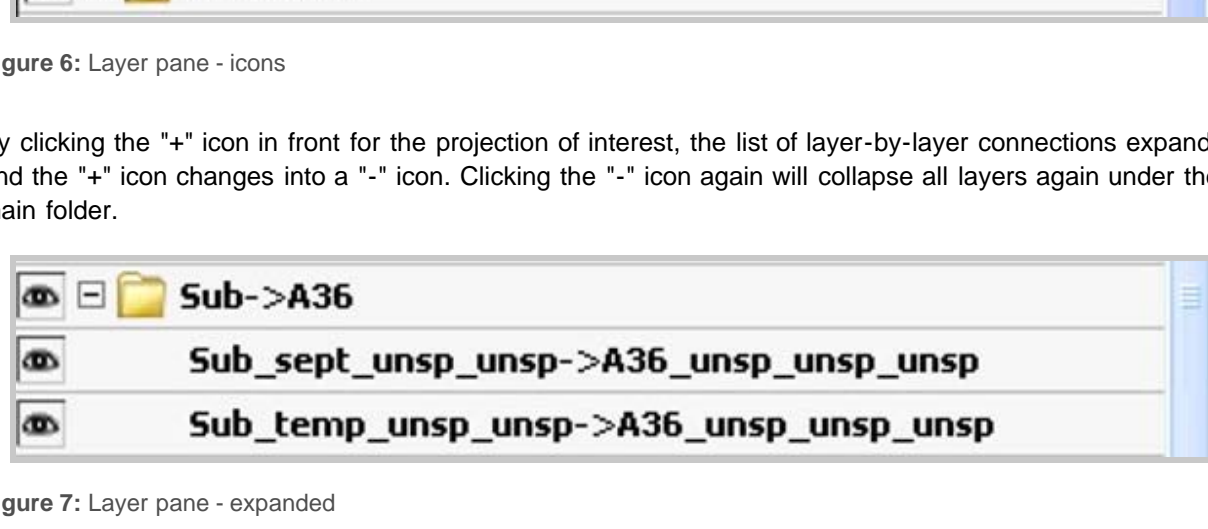 gure 6: Layer pane - icons
y clicking the "+" icon in front for the projection of interest, the list of layer-by-layer connections expand
nd the "+" icon changes into a "-" icon. Clicking the "-" icon again will collapse all layers again under the
ain folder.
Sub->A36
Sub_sept_unsp_unsp->A36_unsp_unsp_unsp
Sub_temp_unsp_unsp->A36_unsp_unsp_unsp
gure 7: Layer pane - expanded